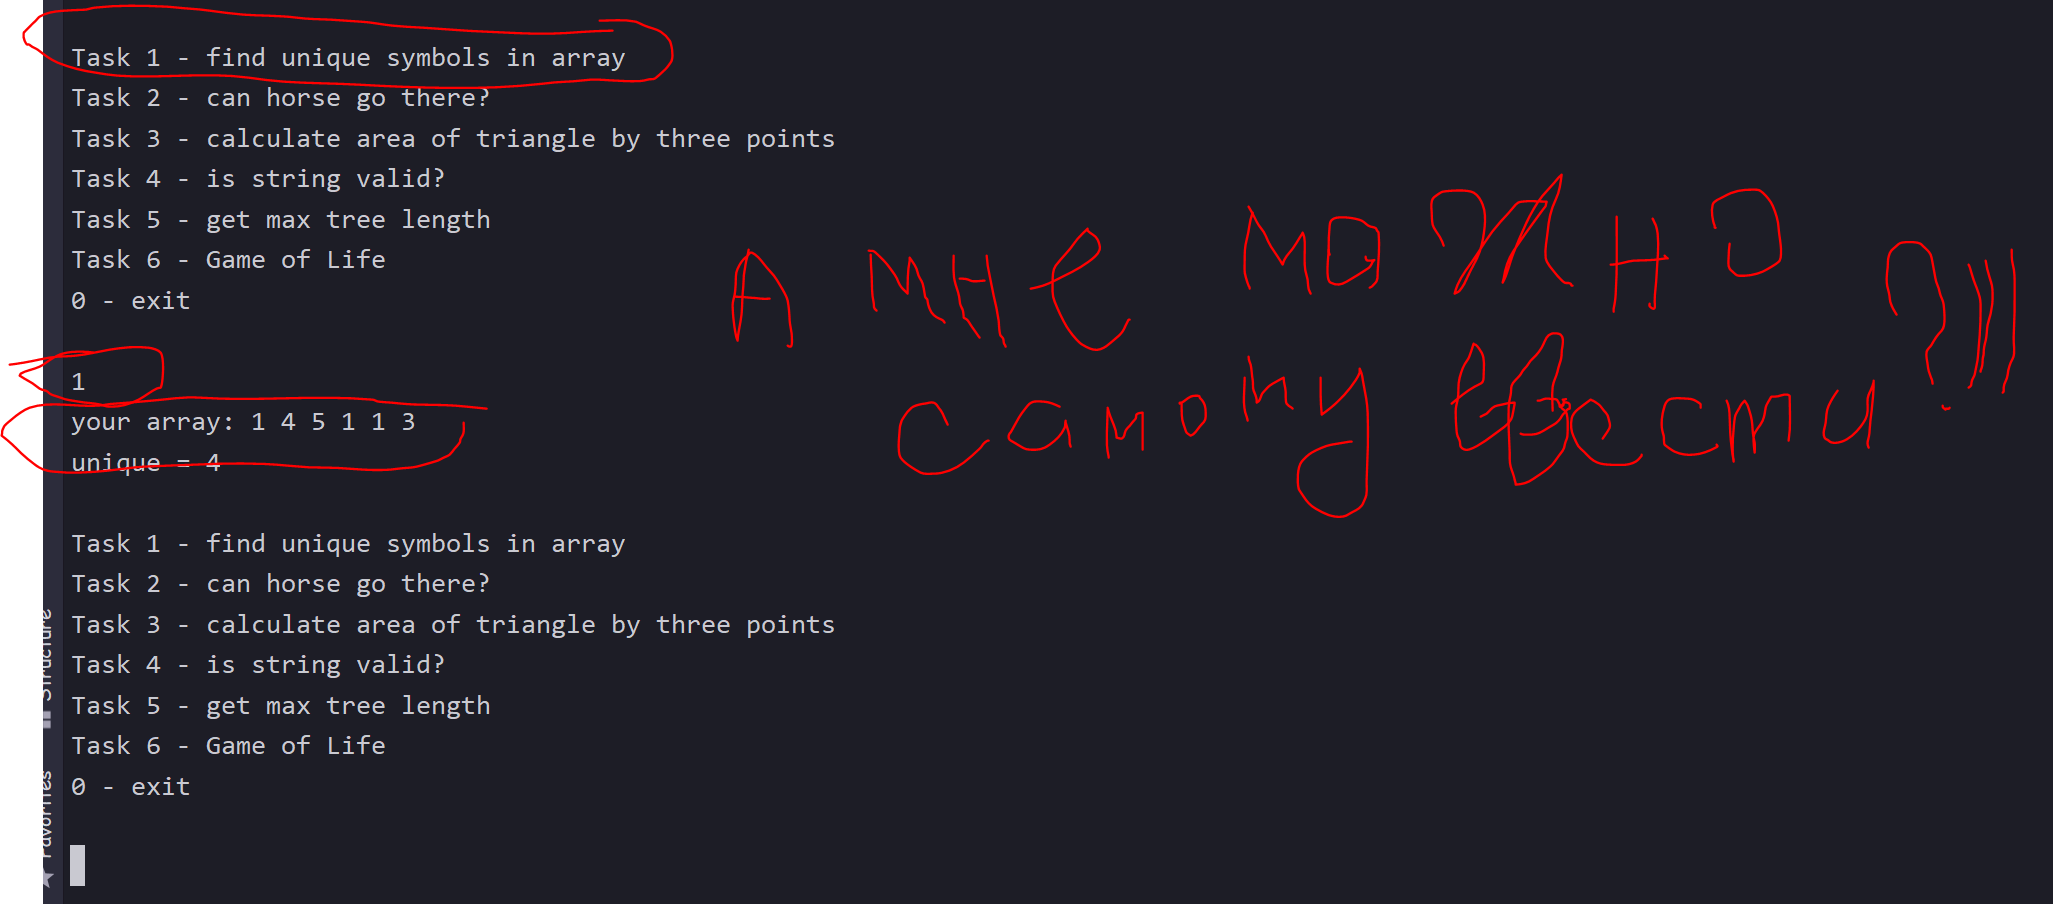 Task 1 - find unique symbols in array
Task 2 - can horse go there?
Task 3 - calculate area of triangle by three points
Task 4 - is string valid?
Task 5 - get max tree length
Task 6 - Game of Life
0 - exit
А мне можно
самому ввести ?)))
1
your array: 1 4 5 1 1 3
unique = 4
Task 1 - find unique symbols in array
Task 2 - can horse go there?
Task 3 - calculate area of triangle by three points
Task 4 - is string valid?
Task 5 - get max tree length
Task 6 - Game of Life
0 - exit
Structure
Favorites